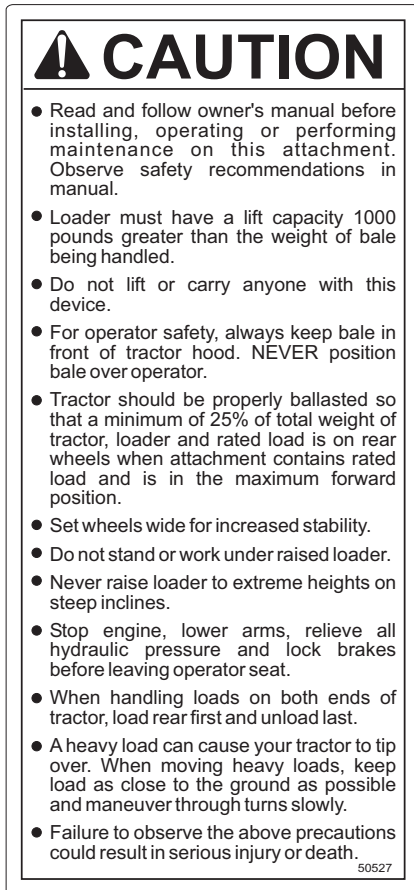 CAUTION
● Read and follow owner's manual before
installing, operating or performing
maintenance on this attachment.
Observe safety recommendations in
manual.
● Loader must have a lift capacity 1000
pounds greater than the weight of bale
being handled.
● Do not lift or carry anyone with this
device.
● For operator safety, always keep bale in
front of tractor hood. NEVER position
bale over operator.
● Tractor should be properly ballasted so
that a minimum of 25% of total weight of
tractor, loader and rated load is on rear
wheels when attachment contains rated
load and is in the maximum forward
position.
● Set wheels wide for increased stability.
● Do not stand or work under raised loader.
● Never raise loader to extreme heights on
steep inclines.
● Stop engine, lower arms, relieve all
hydraulic pressure and lock brakes
before leaving operator seat.
● When handling loads on both ends of
tractor, load rear first and unload last.
● A heavy load can cause your tractor to tip
over. When moving heavy loads, keep
load as close to the ground as possible
and maneuver through turns slowly.
● Failure to observe the above precautions
could result in serious injury or death.
50527